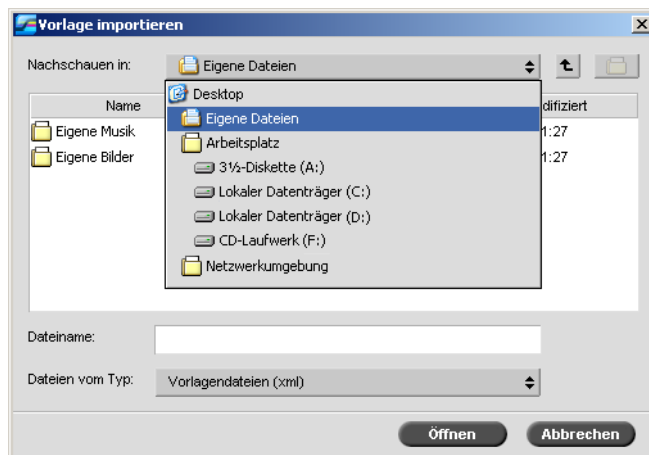 Vorlage importieren
Nachschauen in: Eigene Dateien
Desktop
Name difiziert
Eigene Dateien
Eigene Musik 1:27
Arbeitsplatz
Eigene Bilder 1:27
3½-Diskette (A:)
Lokaler Datenträger (C:)
Lokaler Datenträger (D:)
CD-Laufwerk (F:)
Netzwerkumgebung
Dateiname:
Dateien vom Typ: Vorlagendateien (xml)
Öffnen Abbrechen